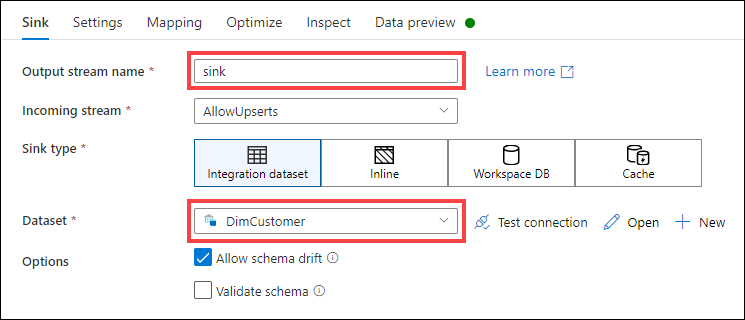 Sink Settings Mapping Optimize Inspect Data preview
Output stream name * sink Learn more
Incoming stream * AllowUpserts
Sink type * Integration dataset Inline Workspace DB Cache
Dataset * DimCustomer Test connection Open New
Options Allow schema drift
Validate schema